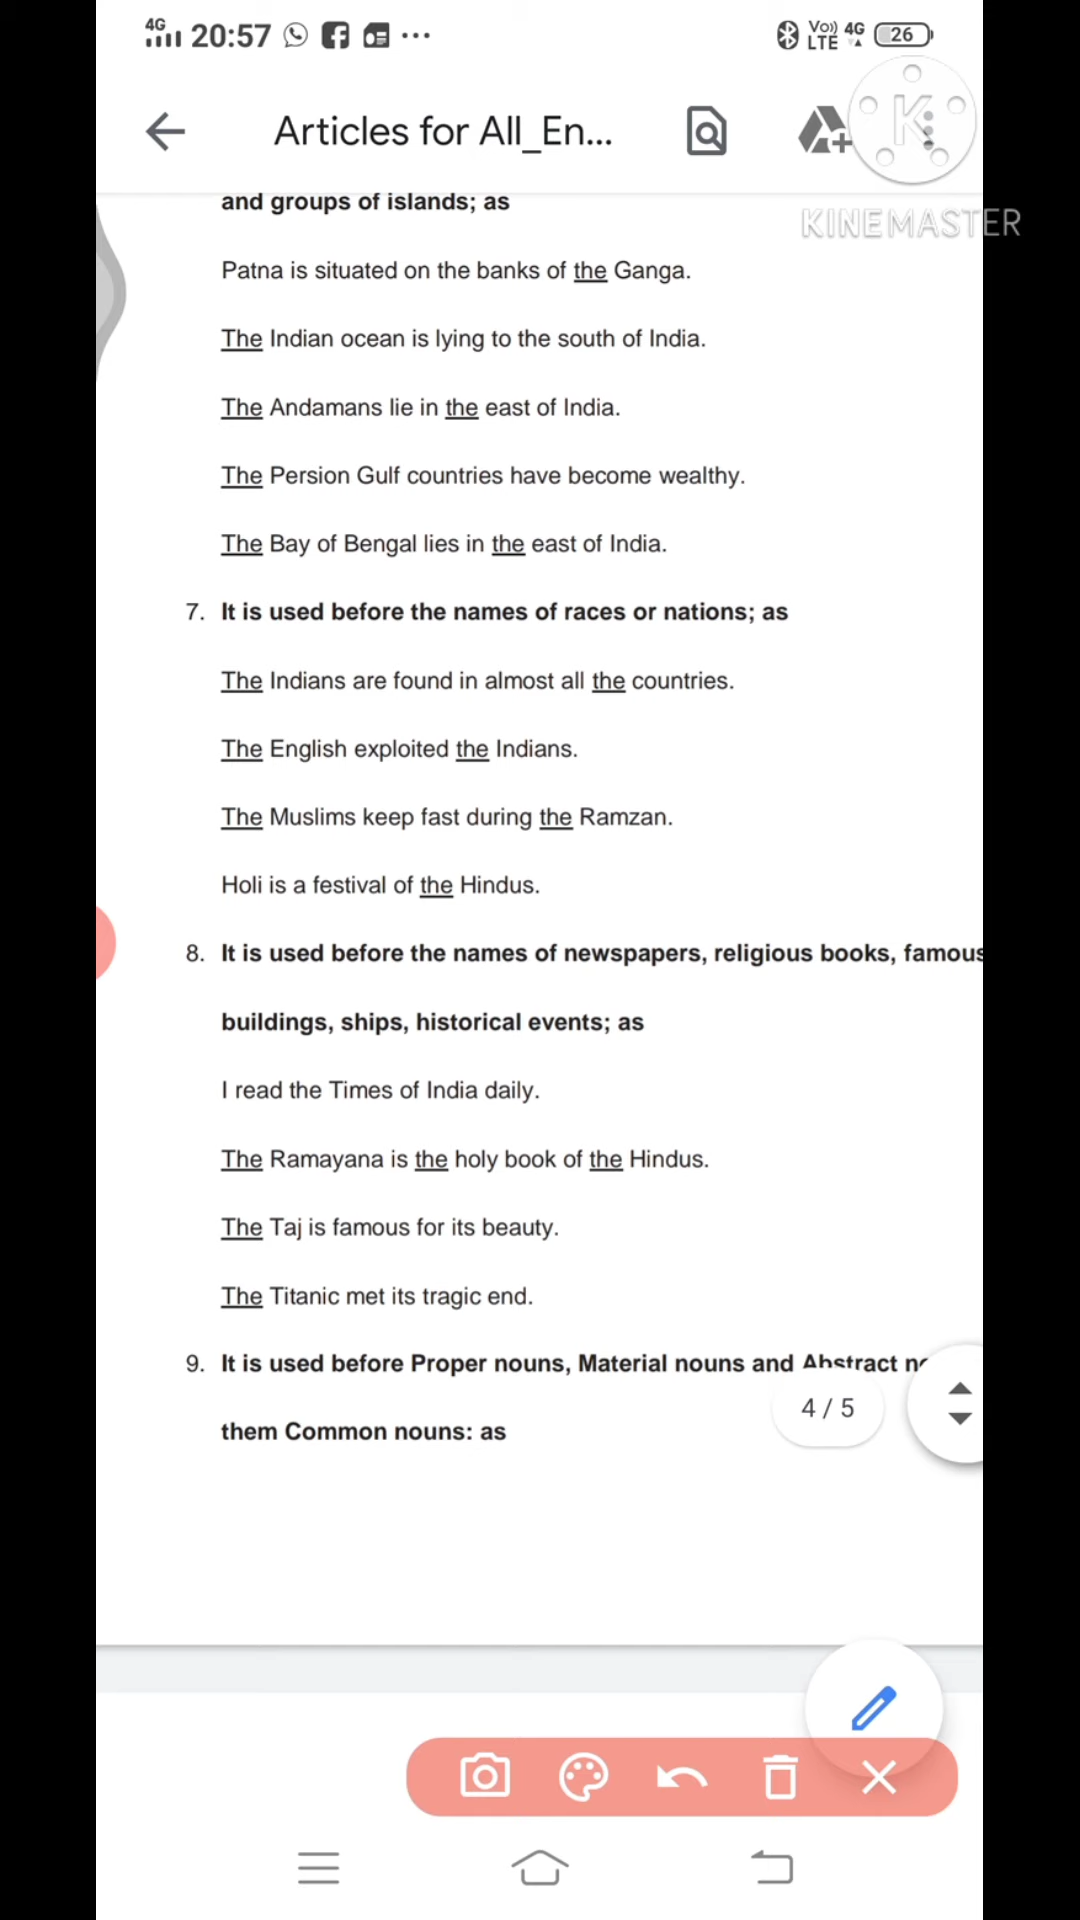 4G 20:57 Vo)) LTE 4G 26
Articles for All_En...
K
KINEMASTER
and groups of islands; as
Patna is situated on the banks of the Ganga.
The Indian ocean is lying to the south of India.
The Andamans lie in the east of India.
The Persion Gulf countries have become wealthy.
The Bay of Bengal lies in the east of India.
7. It is used before the names of races or nations; as
The Indians are found in almost all the countries.
The English exploited the Indians.
The Muslims keep fast during the Ramzan.
Holi is a festival of the Hindus.
8. It is used before the names of newspapers, religious books, famous
buildings, ships, historical events; as
I read the Times of India daily.
The Ramayana is the holy book of the Hindus.
The Taj is famous for its beauty.
The Titanic met its tragic end.
9. It is used before Proper nouns, Material nouns and Abstract
4 / 5
them Common nouns: as